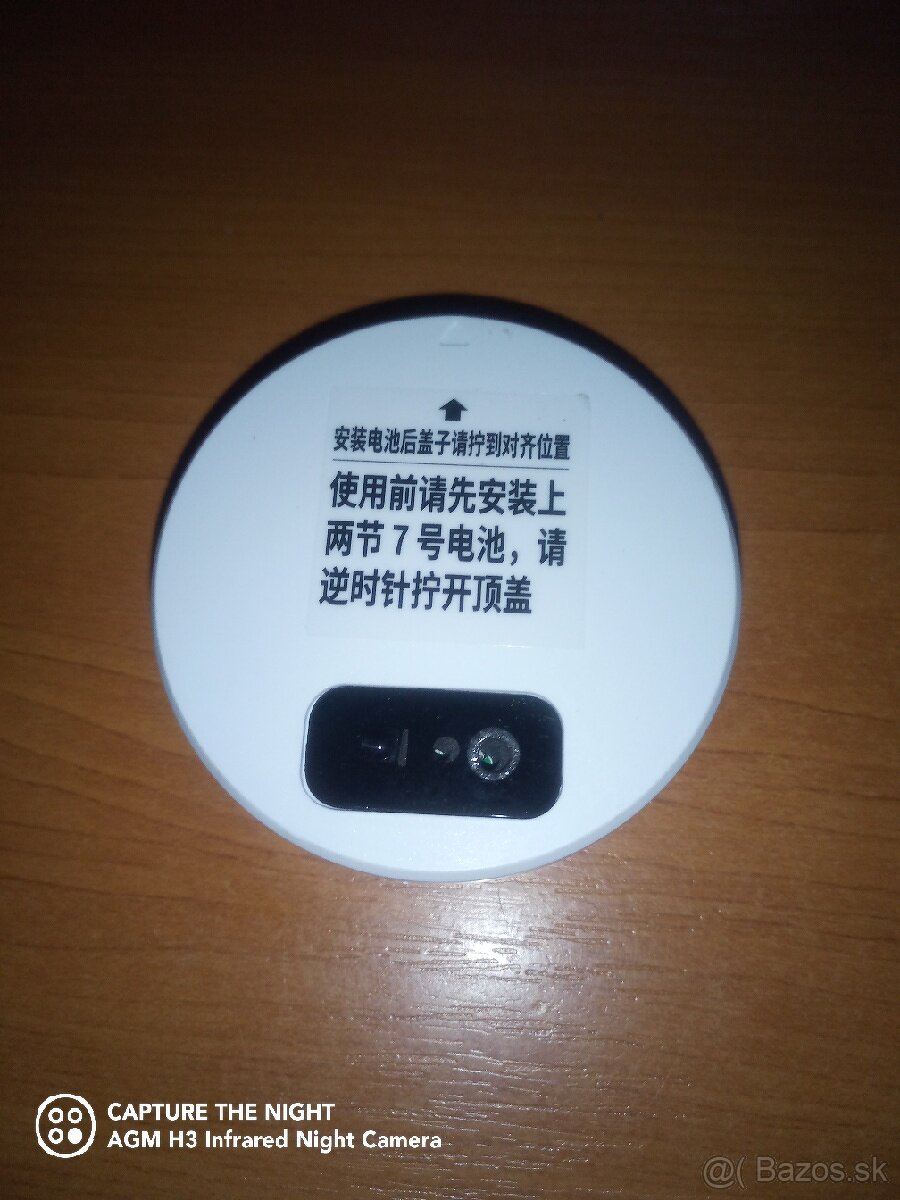 安装电池后盖子请拧到对齐位置
使用前请先安装上
两节7号电池，请
逆时针拧开顶盖
CAPTURE THE NIGHT
AGM H3 Infrared Night Camera
@( Bazos.sk